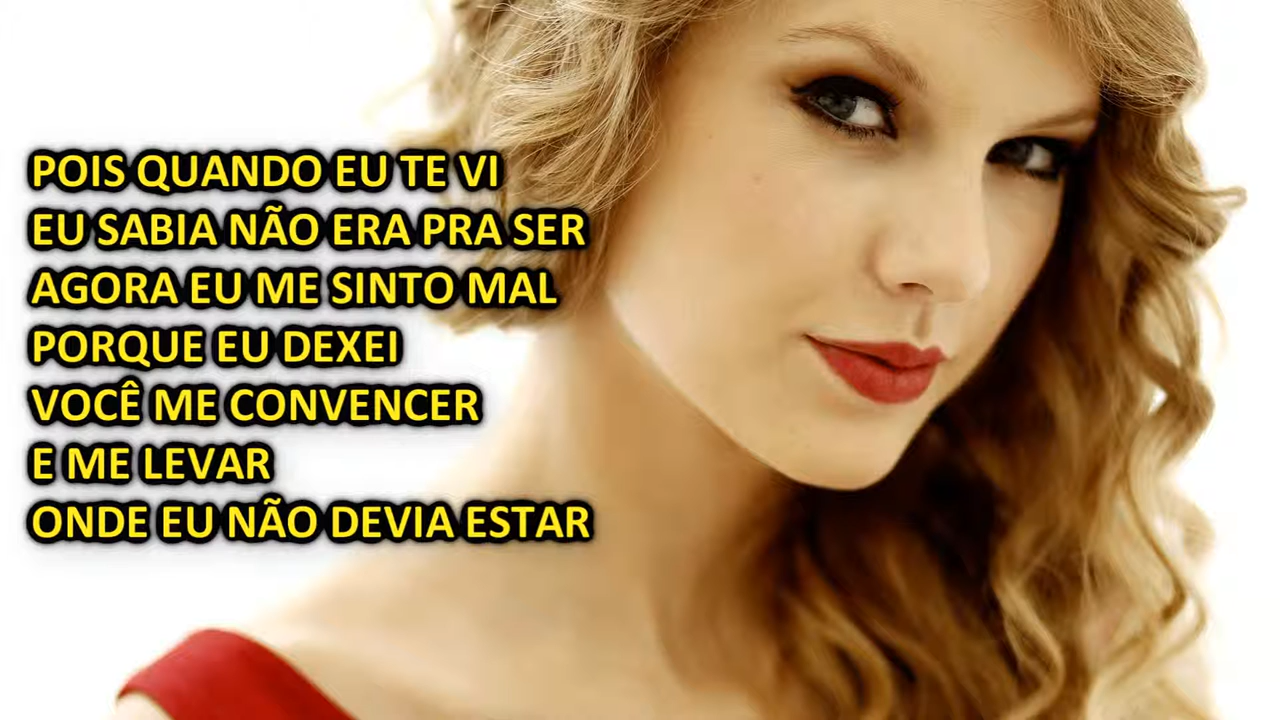 POIS QUANDO EU TE VI
EU SABIA NÃO ERA PRA SER
AGORA EU ME SINTO MAL
PORQUE EU DEXEI
VOCÊ ME CONVENCER
E ME LEVAR
ONDE EU NÃO DEVIA ESTAR